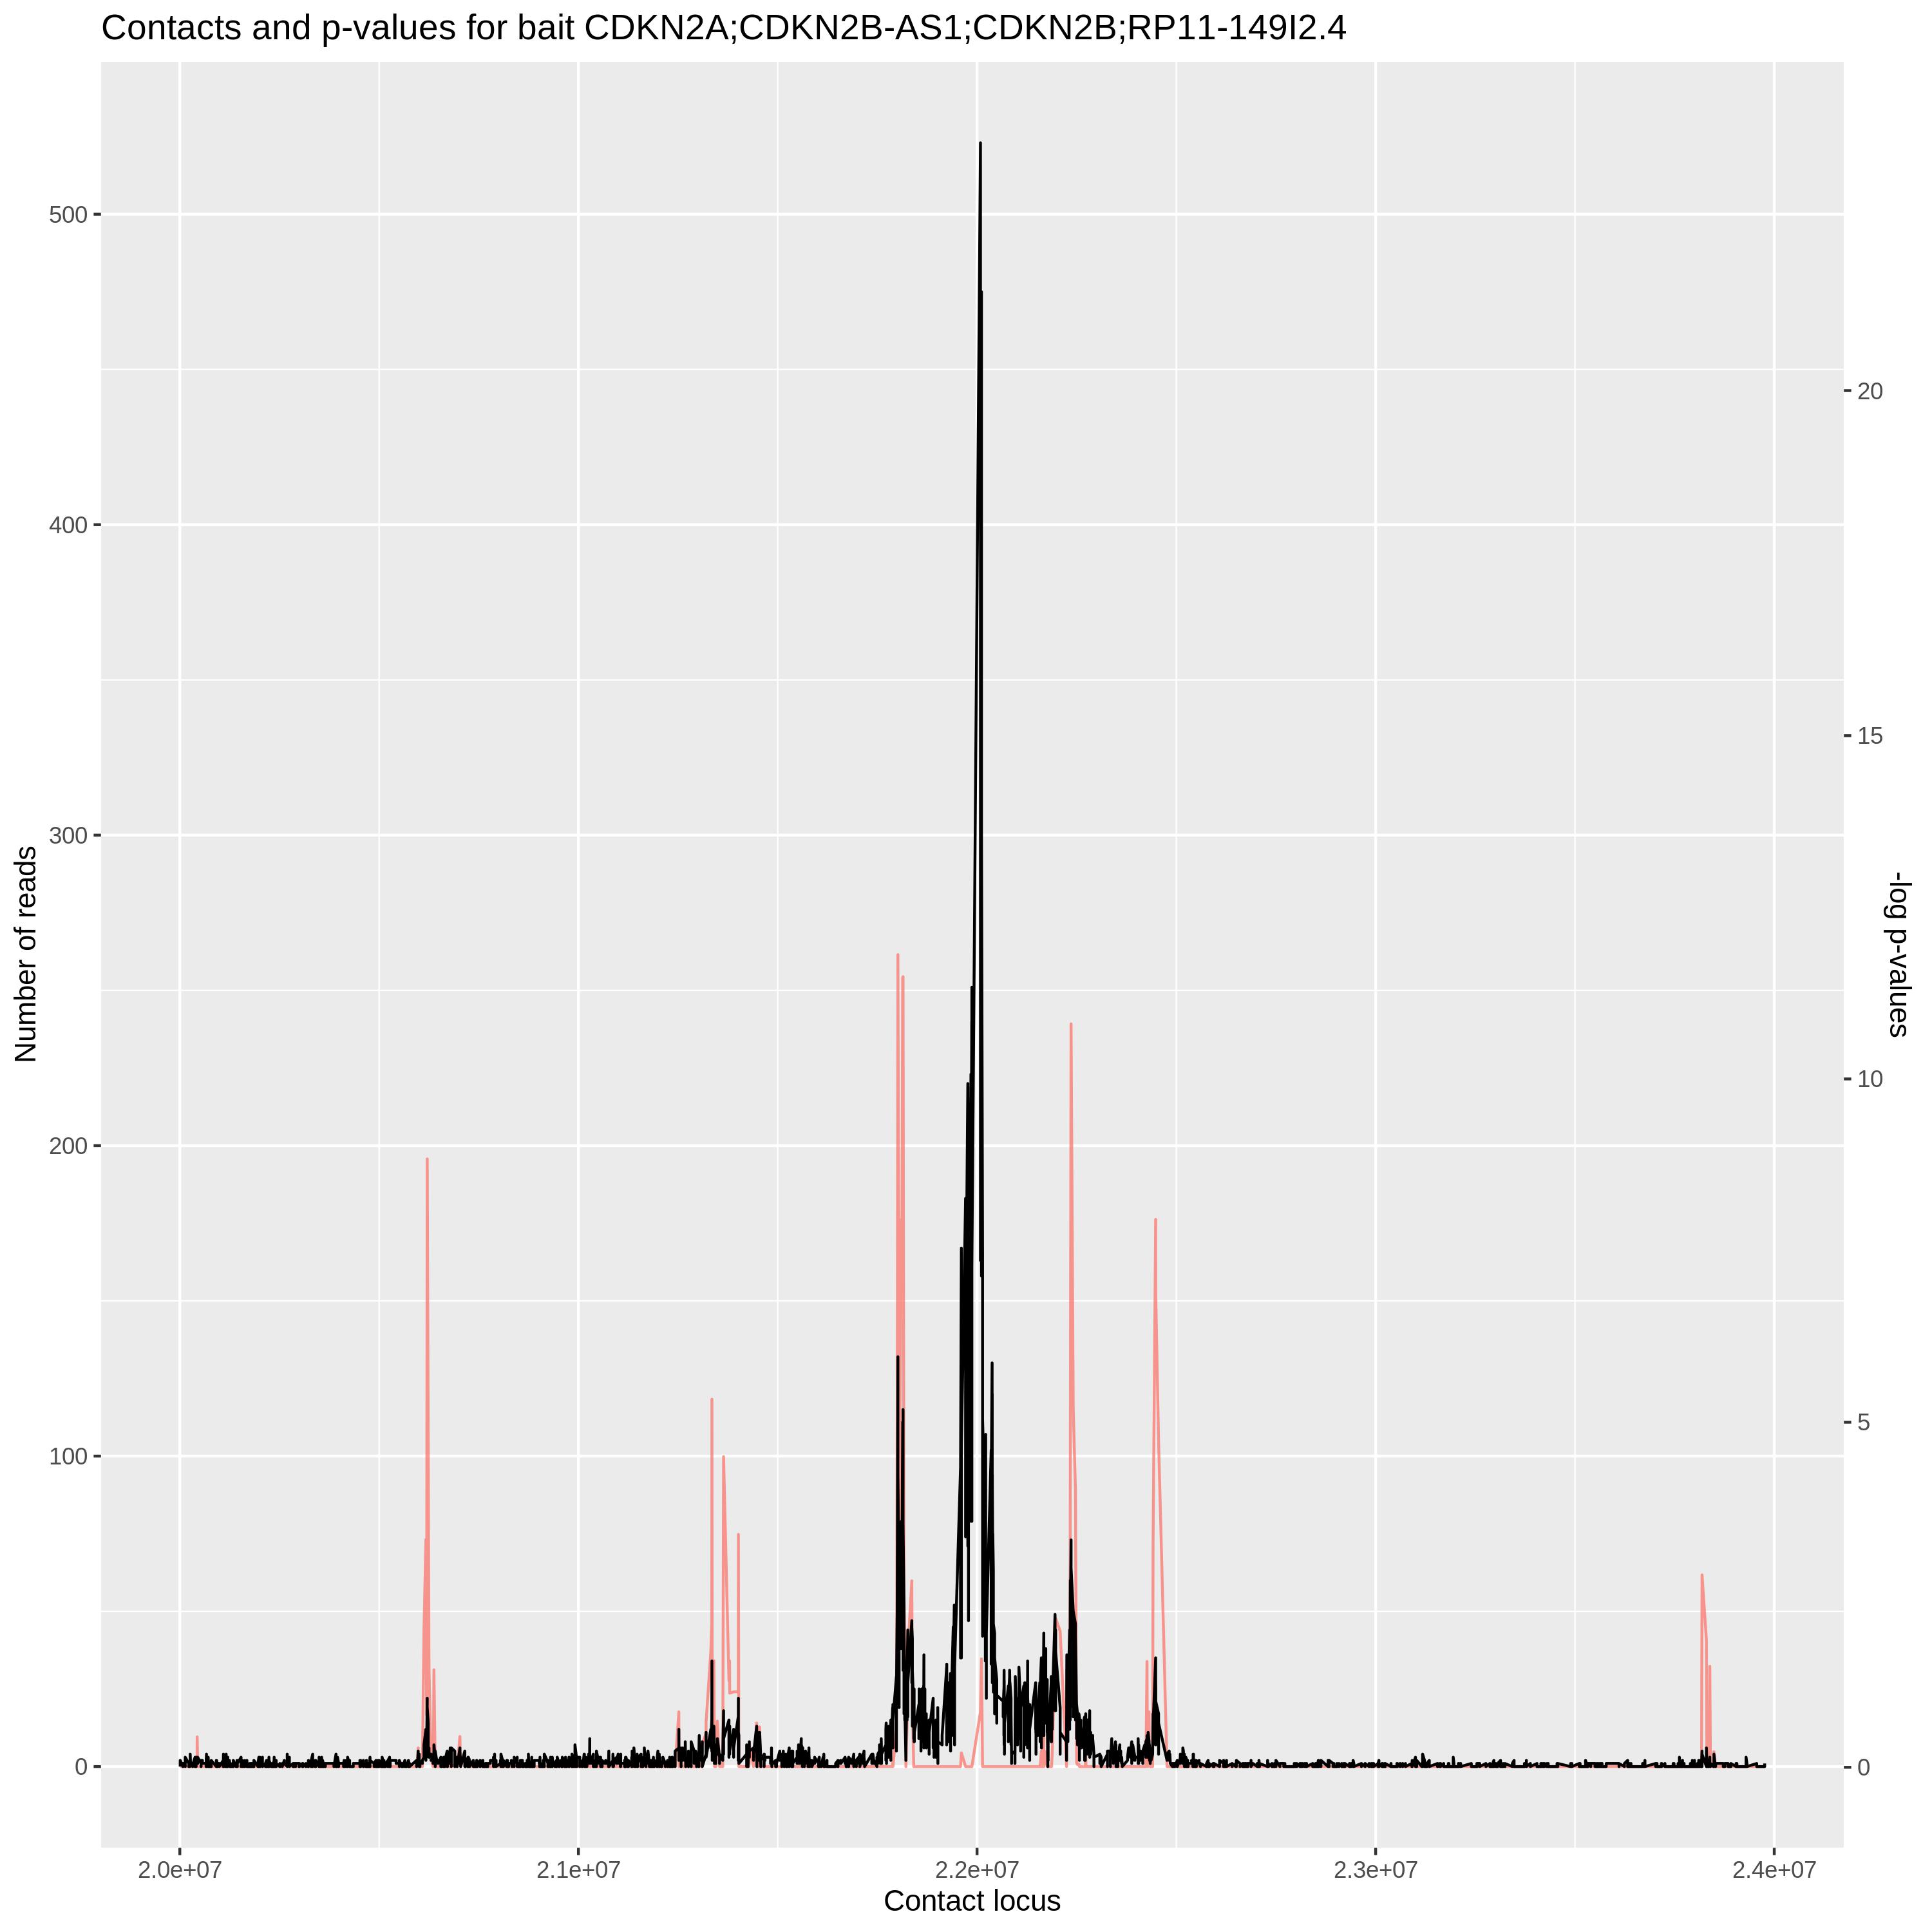 Contacts and p-values for bait CDKN2A;CDKN2B-AS1;CDKN2B;RP11-149I2.4
500
400
300
200
100
0
Number of reads
20
15
10
5
0
-log p-values
2.0e+07 2.1e+07 2.2e+07 2.3e+07 2.4e+07
Contact locus